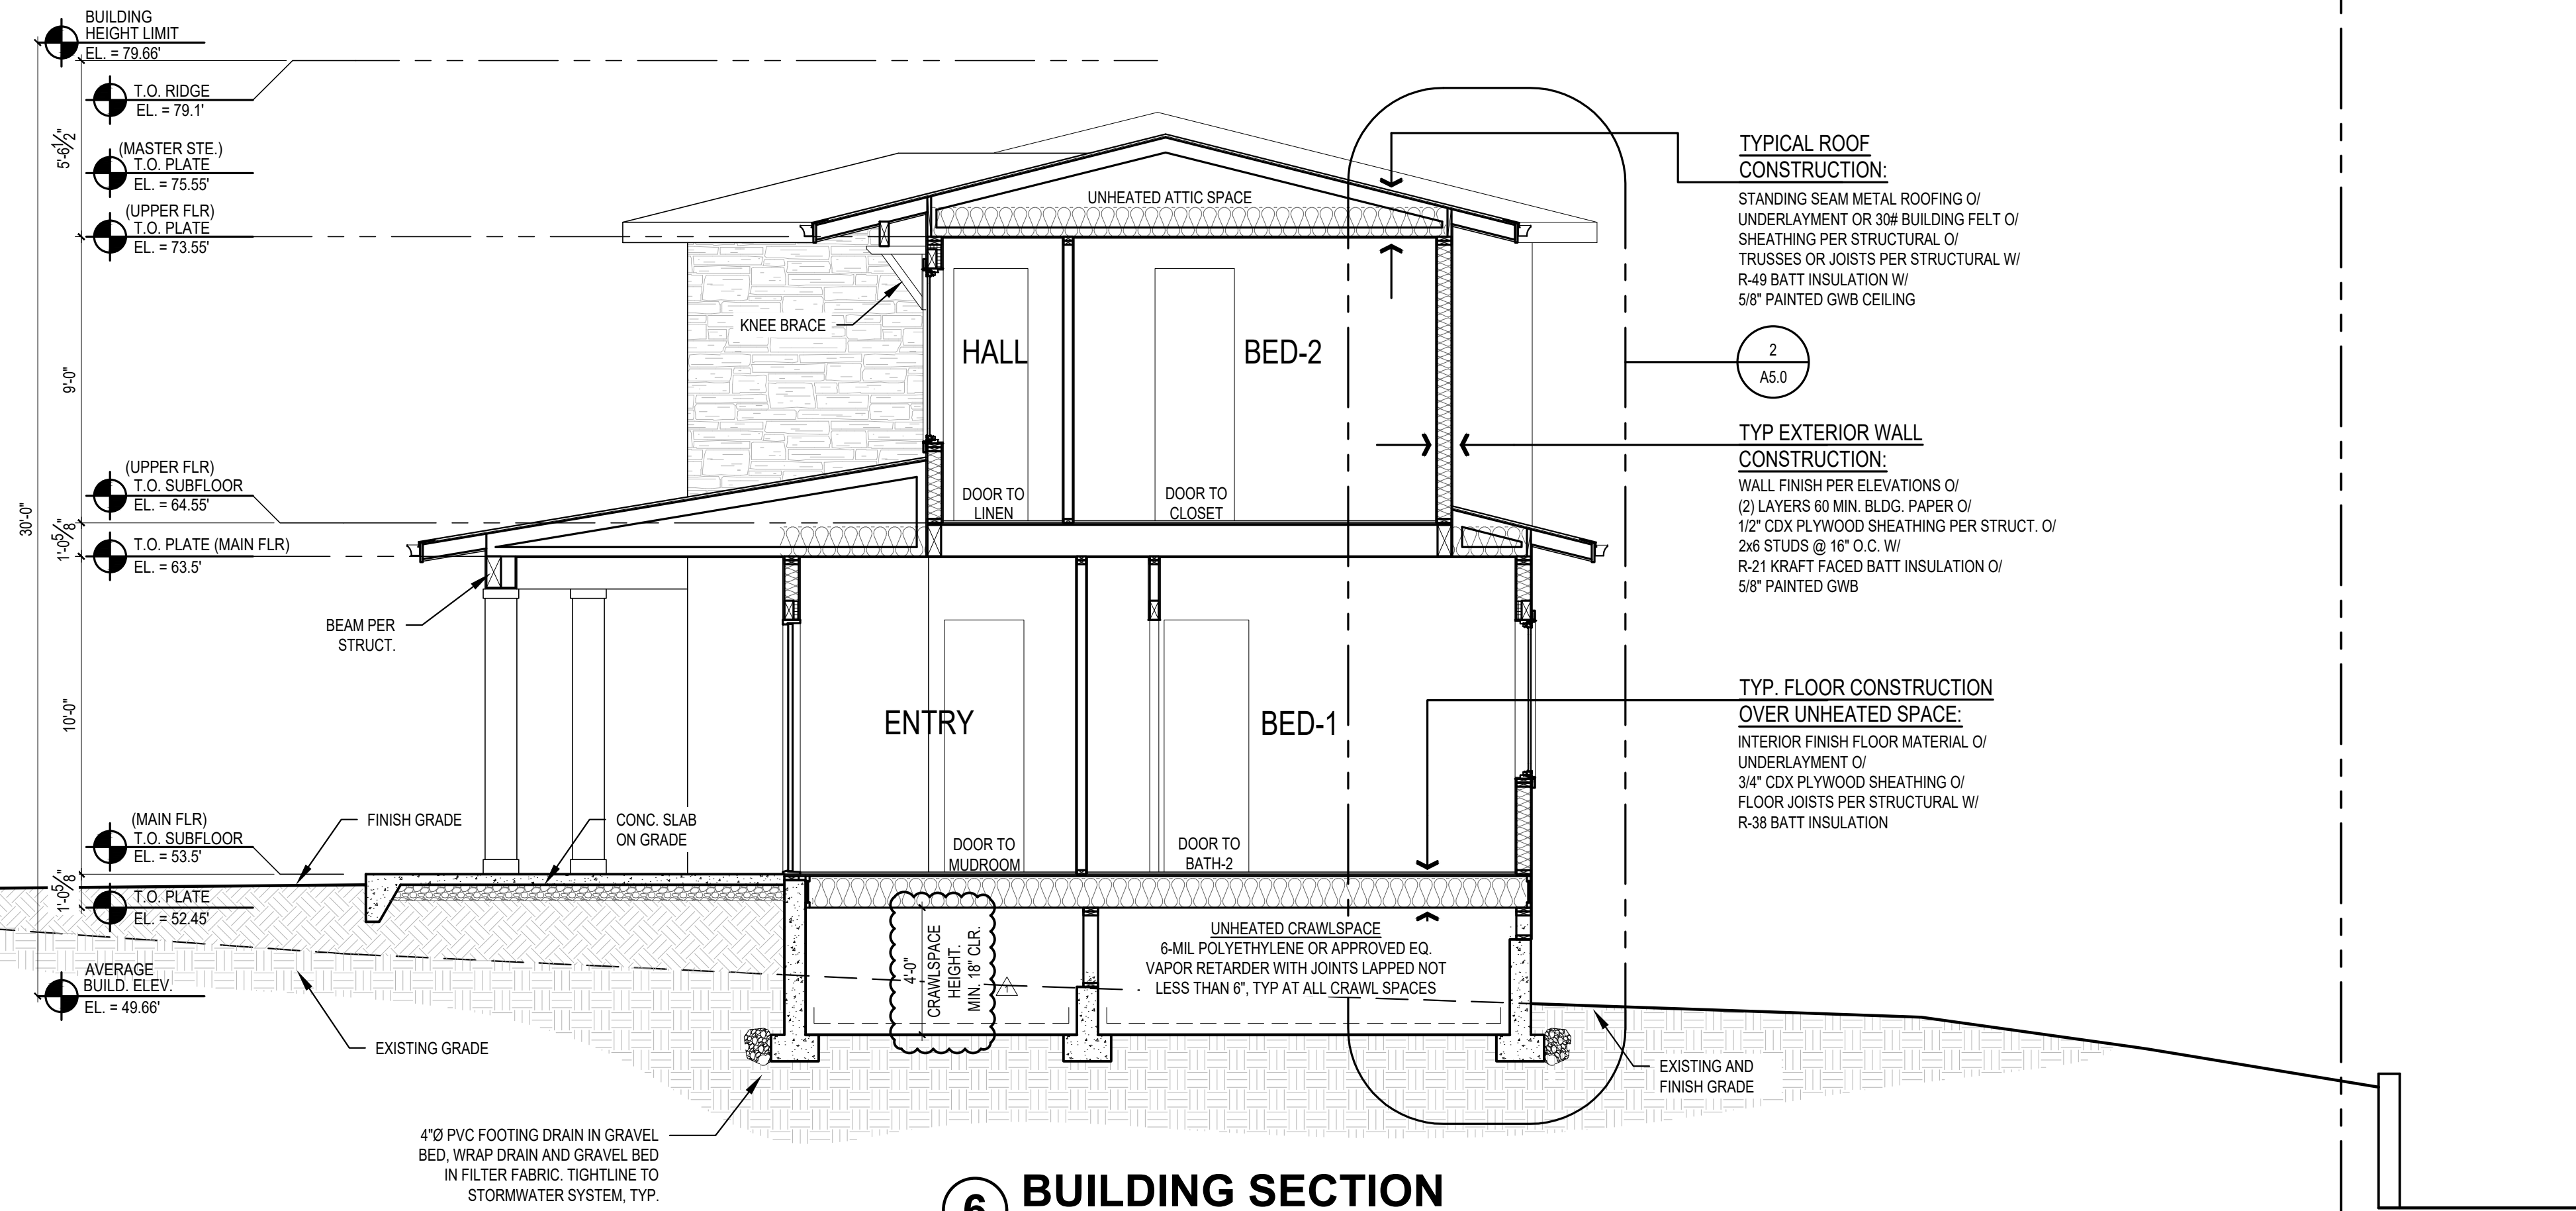 BUILDING
HEIGHT LIMIT
EL. = 79.66'
T.O. RIDGE
EL. = 79.1'
(MASTER STE.)
T.O. PLATE
EL. = 75.55'
(UPPER FLR)
T.O. PLATE
EL. = 73.55'
(UPPER FLR)
T.O. SUBFLOOR
EL. = 64.55'
T.O. PLATE (MAIN FLR)
EL. = 63.5'
(MAIN FLR)
T.O. SUBFLOOR
EL. = 53.5'
T.O. PLATE
EL. = 52.45'
AVERAGE
BUILD. ELEV.
EL. = 49.66'
30'-0"
5'-6 1/2"
9'-0"
1'-0 5/8"
10'-0"
1'-0 5/8"
UNHEATED ATTIC SPACE
KNEE BRACE
HALL
BED-2
DOOR TO
LINEN
DOOR TO
CLOSET
BEAM PER
STRUCT.
ENTRY
BED-1
FINISH GRADE
CONC. SLAB
ON GRADE
DOOR TO
MUDROOM
DOOR TO
BATH-2
4'-0"
CRAWLSPACE
HEIGHT.
MIN. 18" CLR.
1
UNHEATED CRAWLSPACE
6-MIL POLYETHYLENE OR APPROVED EQ.
VAPOR RETARDER WITH JOINTS LAPPED NOT
LESS THAN 6", TYP AT ALL CRAWL SPACES
EXISTING GRADE
EXISTING AND
FINISH GRADE
4"Ø PVC FOOTING DRAIN IN GRAVEL
BED, WRAP DRAIN AND GRAVEL BED
IN FILTER FABRIC. TIGHTLINE TO
STORMWATER SYSTEM, TYP.
TYPICAL ROOF
CONSTRUCTION:
STANDING SEAM METAL ROOFING O/
UNDERLAYMENT OR 30# BUILDING FELT O/
SHEATHING PER STRUCTURAL O/
TRUSSES OR JOISTS PER STRUCTURAL W/
R-49 BATT INSULATION W/
5/8" PAINTED GWB CEILING
2
A5.0
TYP EXTERIOR WALL
CONSTRUCTION:
WALL FINISH PER ELEVATIONS O/
(2) LAYERS 60 MIN. BLDG. PAPER O/
1/2" CDX PLYWOOD SHEATHING PER STRUCT. O/
2x6 STUDS @ 16" O.C. W/
R-21 KRAFT FACED BATT INSULATION O/
5/8" PAINTED GWB
TYP. FLOOR CONSTRUCTION
OVER UNHEATED SPACE:
INTERIOR FINISH FLOOR MATERIAL O/
UNDERLAYMENT O/
3/4" CDX PLYWOOD SHEATHING O/
FLOOR JOISTS PER STRUCTURAL W/
R-38 BATT INSULATION
6
BUILDING SECTION